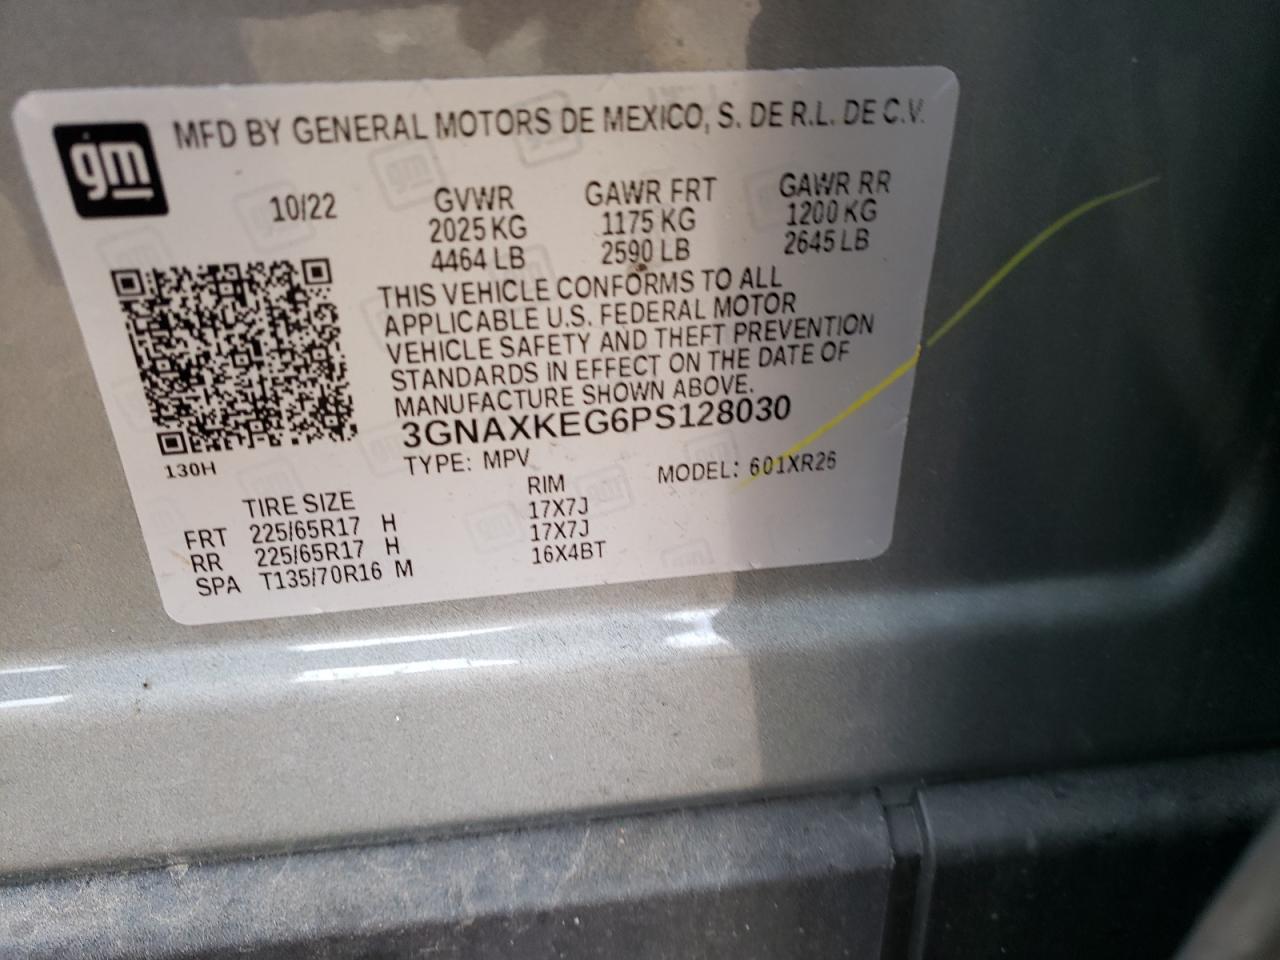 gm
MFD BY GENERAL MOTORS DE MEXICO, S. DE R.L. DE C.V.
10/22 GVWR GAWR FRT GAWR RR
2025 KG 1175 KG 1200 KG
4464 LB 2590 LB 2645 LB
THIS VEHICLE CONFORMS TO ALL
APPLICABLE U.S. FEDERAL MOTOR
VEHICLE SAFETY AND THEFT PREVENTION
STANDARDS IN EFFECT ON THE DATE OF
MANUFACTURE SHOWN ABOVE.
3GNAXKEG6PS128030
130H
TYPE: MPV MODEL: 601XR26
TIRE SIZE RIM
FRT 225/65R17 H 17X7J
RR 225/65R17 H 17X7J
SPA T135/70R16 M 16X4BT